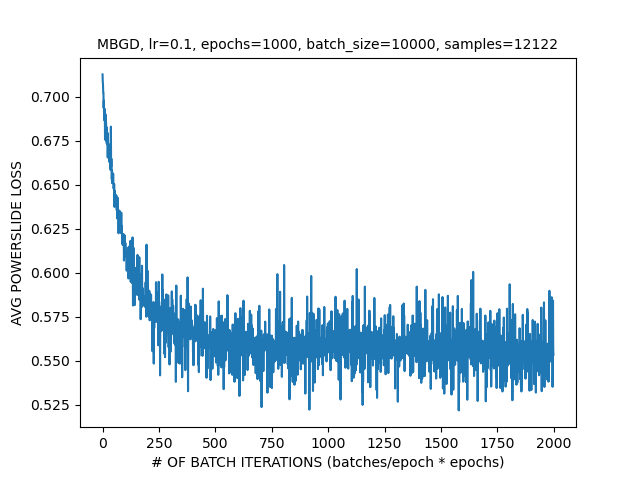 MBGD, lr=0.1, epochs=1000, batch_size=10000, samples=12122
AVG POWERSLIDE LOSS
0.700
0.675
0.650
0.625
0.600
0.575
0.550
0.525
0 250 500 750 1000 1250 1500 1750 2000
# OF BATCH ITERATIONS (batches/epoch * epochs)